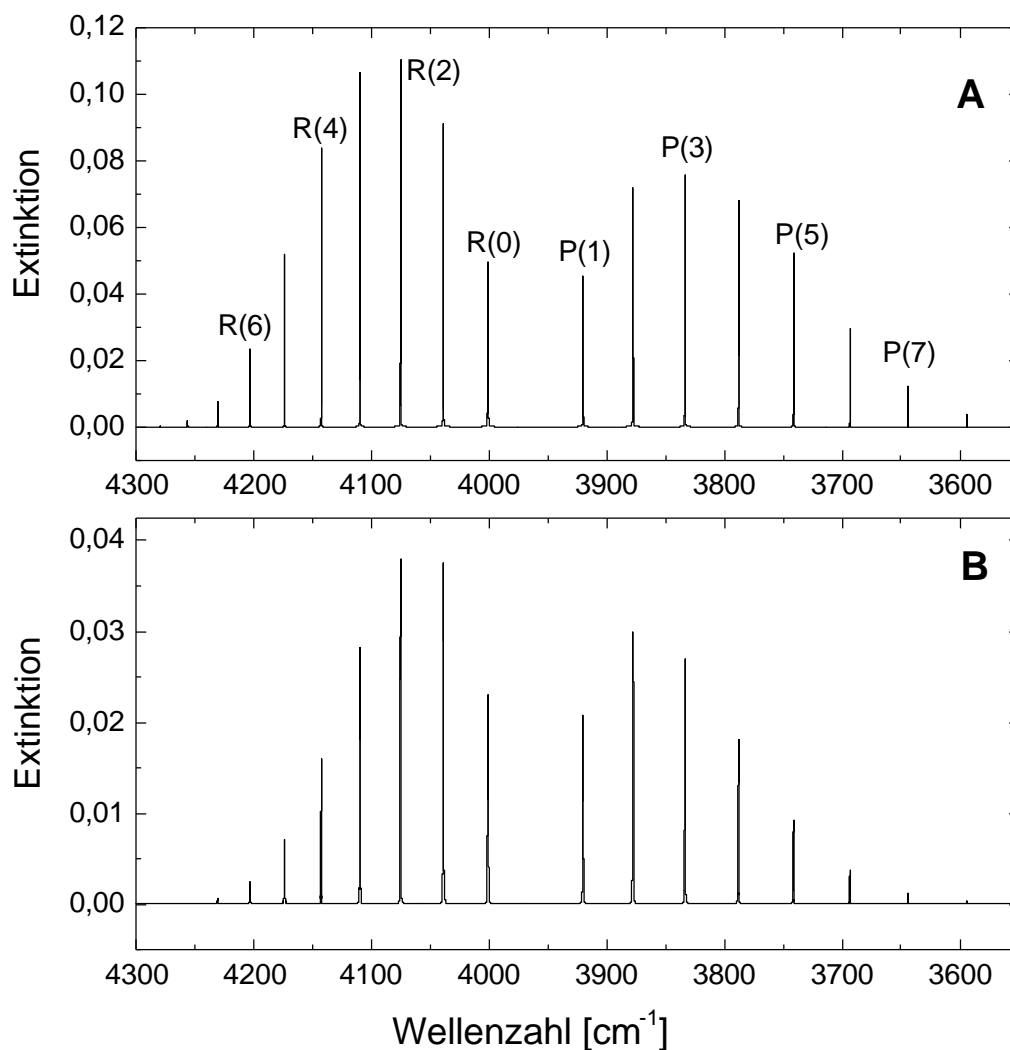 0,12
0,10
0,08
0,06
0,04
0,02
0,00
Extinktion
A
R(6)
R(4)
R(2)
R(0)
P(1)
P(3)
P(5)
P(7)
4300 4200 4100 4000 3900 3800 3700 3600
0,04
0,03
0,02
0,01
0,00
Extinktion
B
4300 4200 4100 4000 3900 3800 3700 3600
Wellenzahl [cm⁻¹]